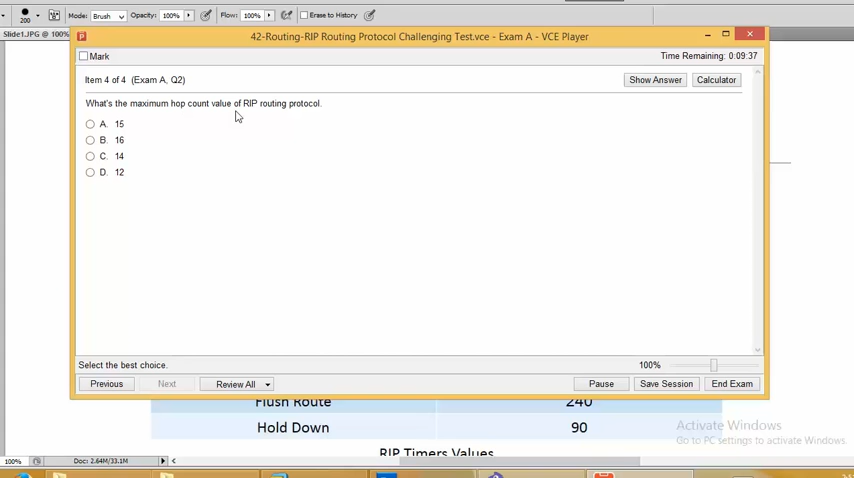 200 Mode: Brush Opacity: 100% Flow: 100% Erase to History
Slide1.JPG @ 100%
42-Routing-RIP Routing Protocol Challenging Test.vce - Exam A - VCE Player
Mark Time Remaining: 0:09:37
Item 4 of 4 (Exam A, Q2) Show Answer Calculator
What's the maximum hop count value of RIP routing protocol.
A. 15
B. 16
C. 14
D. 12
Select the best choice. 100%
Previous Next Review All Pause Save Session End Exam
Flush Route 240
Hold Down 90
Activate Windows
Go to PC settings to activate Windows.
RIP Timers Values
100% Doc: 2.64M/33.1M